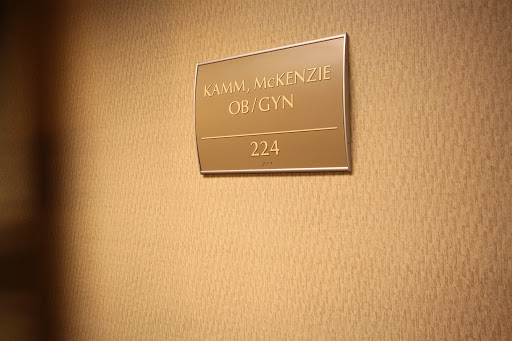 KAMM, McKENZIE
OB/GYN
224